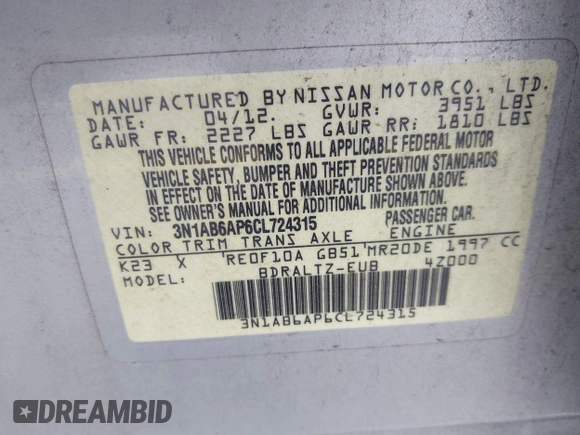 MANUFACTURED BY NISSAN MOTOR CO., LTD.
DATE: 04/12. GVWR: 3951 LBS
GAWR FR: 2227 LBS GAWR RR: 1810 LBS
THIS VEHICLE CONFORMS TO ALL APPLICABLE FEDERAL MOTOR
VEHICLE SAFETY, BUMPER AND THEFT PREVENTION STANDARDS
IN EFFECT ON THE DATE OF MANUFACTURE SHOWN ABOVE.
SEE OWNER'S MANUAL FOR ADDITIONAL INFORMATION.
VIN: 3N1AB6AP6CL724315 PASSENGER CAR.
COLOR TRIM TRANS AXLE ENGINE
K23 X RE0F10A GB51 MR20DE 1997 CC
MODEL: BDRALTZ-EUB 4Z000
3N1AB6AP6CL724315
DREAMBID